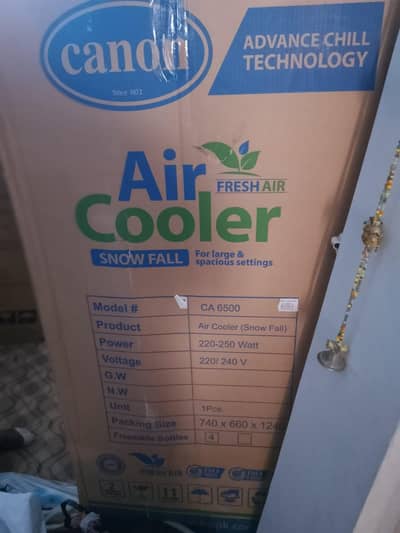 canon
ADVANCE CHILL
TECHNOLOGY
Air
FRESH AIR
Cooler
SNOW FALL
For large &
spacious settings
Model # CA 6500
Product Air Cooler (Snow Fall)
Power 220-250 Watt
Voltage 220/ 240 V
G.W
N.W
Unit 1Pcs.
Packing Size 740 x 660 x 124
Freezable Bottles 4
FRESH AIR